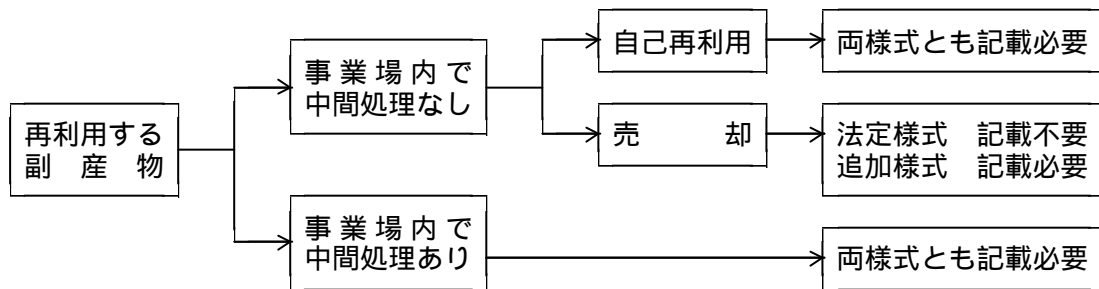 自己再利用
両様式とも記載必要
事業場内で
中間処理なし
再利用する
副産物
売却
法定様式　記載不要
追加様式　記載必要
事業場内で
中間処理あり
両様式とも記載必要